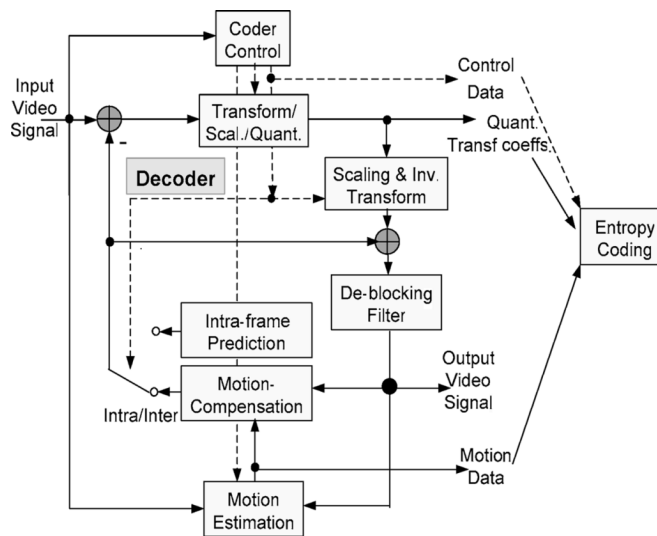 Coder
Control
Input
Video
Signal
Control
Data
Transform/
Scal./Quant.
-
Quant.
Transf coeffs.
Decoder
Scaling & Inv.
Transform
Entropy
Coding
De-blocking
Filter
Intra-frame
Prediction
Output
Video
Signal
Motion-
Compensation
Intra/Inter
Motion
Data
Motion
Estimation